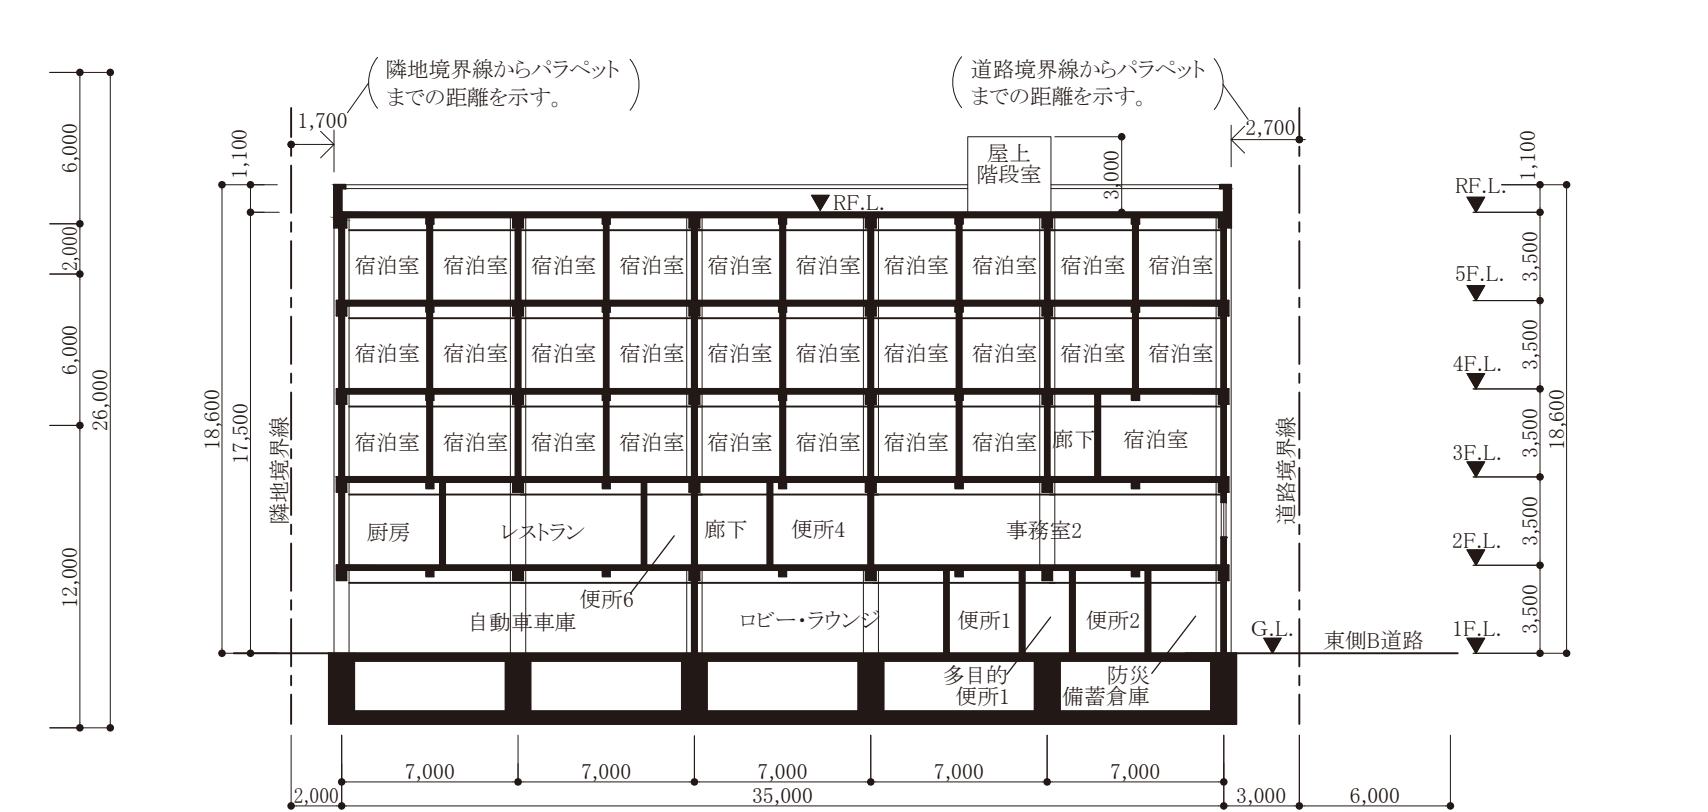 隣地境界線からパラペット
までの距離を示す。
道路境界線からパラペット
までの距離を示す。
1,700
2,700
6,000
1,100
屋上
階段室
3,000
1,100
RF.L.
RF.L.
2,000
宿泊室 宿泊室 宿泊室 宿泊室 宿泊室 宿泊室 宿泊室 宿泊室 宿泊室 宿泊室
5F.L.
3,500
6,000
宿泊室 宿泊室 宿泊室 宿泊室 宿泊室 宿泊室 宿泊室 宿泊室 宿泊室 宿泊室
4F.L.
3,500
26,000
18,600
17,500
隣地境界線
宿泊室 宿泊室 宿泊室 宿泊室 宿泊室 宿泊室 宿泊室 宿泊室 廊下 宿泊室
道路境界線
3F.L.
3,500
18,600
12,000
厨房 レストラン 廊下 便所4 事務室2
便所6
2F.L.
3,500
自動車車庫 ロビー・ラウンジ 便所1 便所2
G.L.
東側B道路
1F.L.
3,500
多目的
便所1
防災
備蓄倉庫
7,000 7,000 7,000 7,000 7,000
2,000 35,000 3,000 6,000